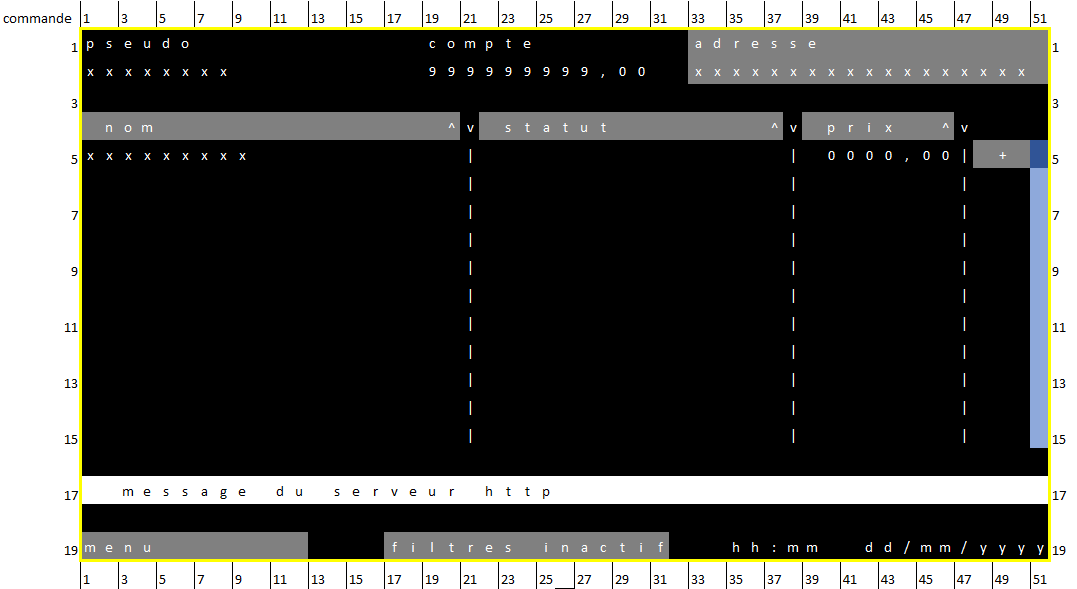 commande 1 3 5 7 9 11 13 15 17 19 21 23 25 27 29 31 33 35 37 39 41 43 45 47 49 51
1 pseudo compte adresse 1
xxxxxxxx 999999999,00 xxxxxxxxxxxxxxxxxx
3 3
nom ^ v statut ^ v prix ^ v
5 xxxxxxxxx | | 0000,00 | + 5
| | |
7 | | | 7
| | |
9 | | | 9
| | |
11 | | | 11
| | |
13 | | | 13
| | |
15 | | | 15
17 message du serveur http 17
19 menu filtres inactif hh:mm dd/mm/yyyy 19
1 3 5 7 9 11 13 15 17 19 21 23 25 27 29 31 33 35 37 39 41 43 45 47 49 51